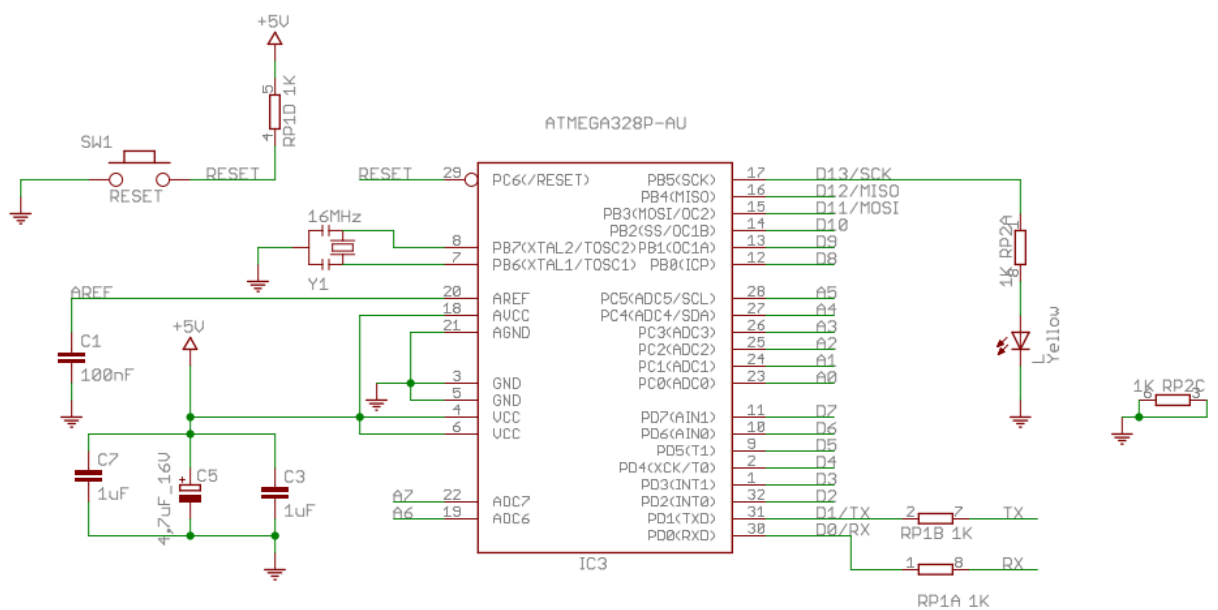 +5V
5
RP1D 1K
4
SW1
RESET
RESET
ATMEGA328P-AU
RESET
29
PC6(/RESET)
16MHz
8
PB7(XTAL2/TOSC2)
7
PB6(XTAL1/TOSC1)
Y1
AREF
20
AREF
18
AVCC
21
AGND
C1
100nF
+5V
3
GND
5
GND
4
VCC
6
VCC
C7
1uF
C5
4,7uF_16V
C3
1uF
A7
22
ADC7
A6
19
ADC6
PB5(SCK)
17
D13/SCK
PB4(MISO)
16
D12/MISO
PB3(MOSI/OC2)
15
D11/MOSI
PB2(SS/OC1B)
14
D10
PB1(OC1A)
13
D9
PB0(ICP)
12
D8
PC5(ADC5/SCL)
28
A5
PC4(ADC4/SDA)
27
A4
PC3(ADC3)
26
A3
PC2(ADC2)
25
A2
PC1(ADC1)
24
A1
PC0(ADC0)
23
A0
PD7(AIN1)
11
D7
PD6(AIN0)
10
D6
PD5(T1)
9
D5
PD4(XCK/T0)
2
D4
PD3(INT1)
1
D3
PD2(INT0)
32
D2
PD1(TXD)
31
D1/TX
PD0(RXD)
30
D0/RX
IC3
1
1K RP2A
8
L
Yellow
1K RP2C
6
3
2
7
TX
RP1B 1K
1
8
RX
RP1A 1K